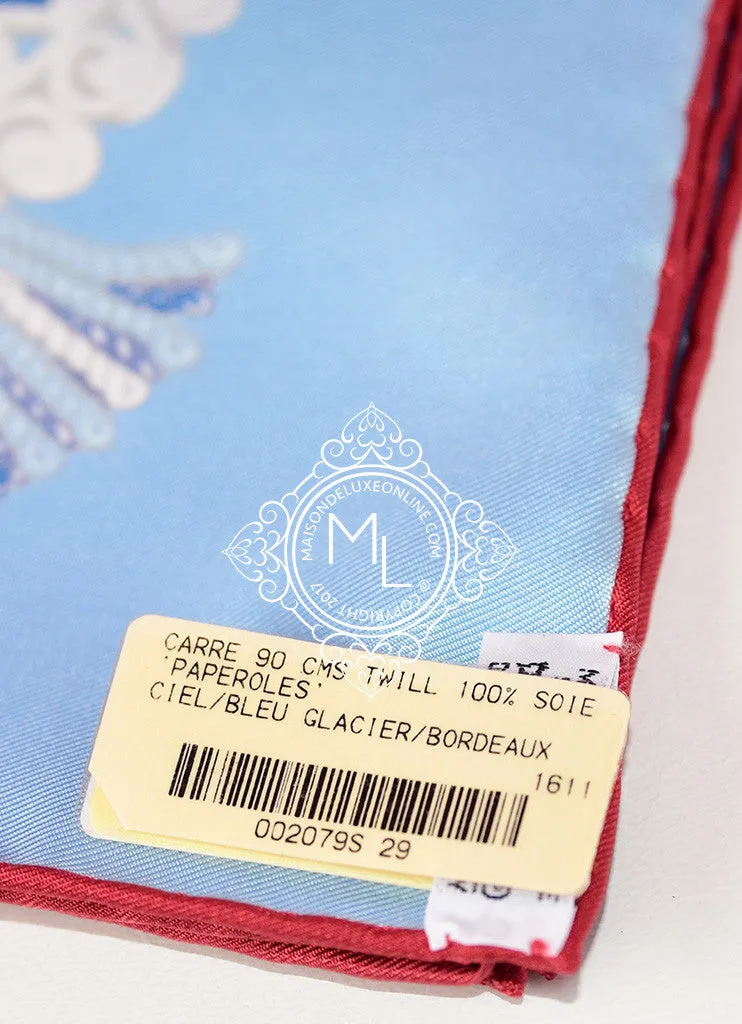 MAISONDELUXEONLINE.COM
ML
© COPYRIGHT 2017
CARRE 90 CMS TWILL 100% SOIE
'PAPEROLES'
CIEL/BLEU GLACIER/BORDEAUX
1611
002079S 29